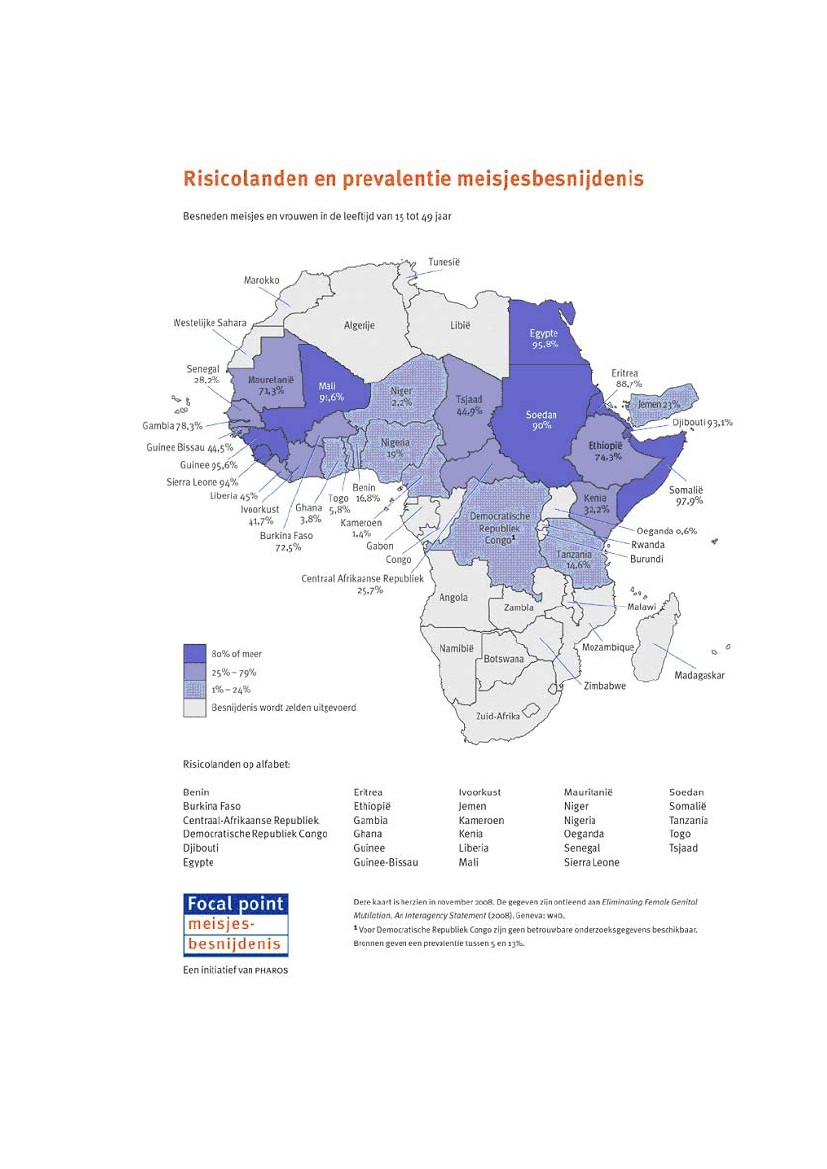 Risicolanden en prevalentie meisjesbesnijdenis
Besneden meisjes en vrouwen in de leeftijd van 15 tot 49 jaar
Tunesië
Marokko
Westelijke Sahara
Algerije
Libië
Egypte
95,8%
Senegal
28,2%
Mauretanië
71,3%
Mali
91,6%
Niger
2,2%
Tsjaad
44,9%
Soedan
90%
Eritrea
88,7%
Jemen 23%
Djibouti 93,1%
Gambia 78,3%
Guinee Bissau 44,5%
Guinee 95,6%
Sierra Leone 94%
Liberia 45%
Ivoorkust
41,7%
Burkina Faso
72,5%
Ghana
3,8%
Togo
5,8%
Benin
16,8%
Nigeria
19%
Kameroen
1,4%
Gabon
Congo
Centraal Afrikaanse Republiek
25,7%
Ethiopië
74,3%
Somalië
97,9%
Kenia
32,2%
Democratische
Republiek
Congo¹
Oeganda 0,6%
Rwanda
Burundi
Tanzania
14,6%
Angola
Zambia
Malawi
Mozambique
Namibië
Botswana
Zimbabwe
Madagaskar
Zuid-Afrika
80% of meer
25% – 79%
1% – 24%
Besnijdenis wordt zelden uitgevoerd
Risicolanden op alfabet:
Benin
Burkina Faso
Centraal-Afrikaanse Republiek
Democratische Republiek Congo
Djibouti
Egypte
Eritrea
Ethiopië
Gambia
Ghana
Guinee
Guinee-Bissau
Ivoorkust
Jemen
Kameroen
Kenia
Liberia
Mali
Mauritanië
Niger
Nigeria
Oeganda
Senegal
Sierra Leone
Soedan
Somalië
Tanzania
Togo
Tsjaad
Focal point
meisjes-
besnijdenis
Een initiatief van PHAROS
Deze kaart is herzien in november 2008. De gegeven zijn ontleend aan Eliminating Female Genital
Mutilation. An Interagency Statement (2008). Geneva: WHO.
¹ Voor Democratische Republiek Congo zijn geen betrouwbare onderzoeksgegevens beschikbaar.
Bronnen geven een prevalentie tussen 5 en 13%.